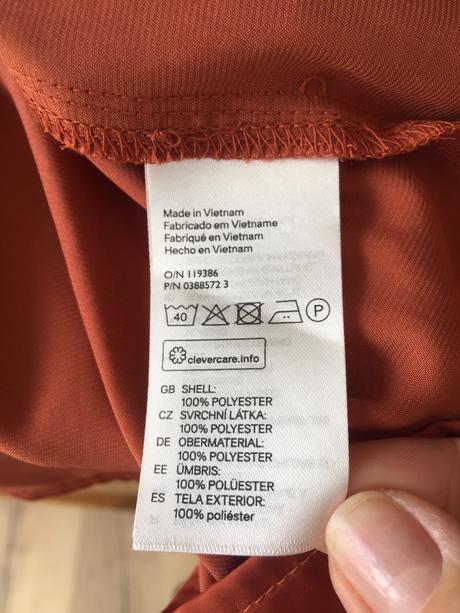 Made in Vietnam
Fabricado em Vietname
Fabriqué en Vietnam
Hecho en Vietnam
O/N 119386
P/N 0388572 3
40 P
clevercare.info
GB SHELL:
100% POLYESTER
CZ SVRCHNÍ LÁTKA:
100% POLYESTER
DE OBERMATERIAL:
100% POLYESTER
EE ÜMBRIS:
100% POLÜESTER
ES TELA EXTERIOR:
100% poliéster